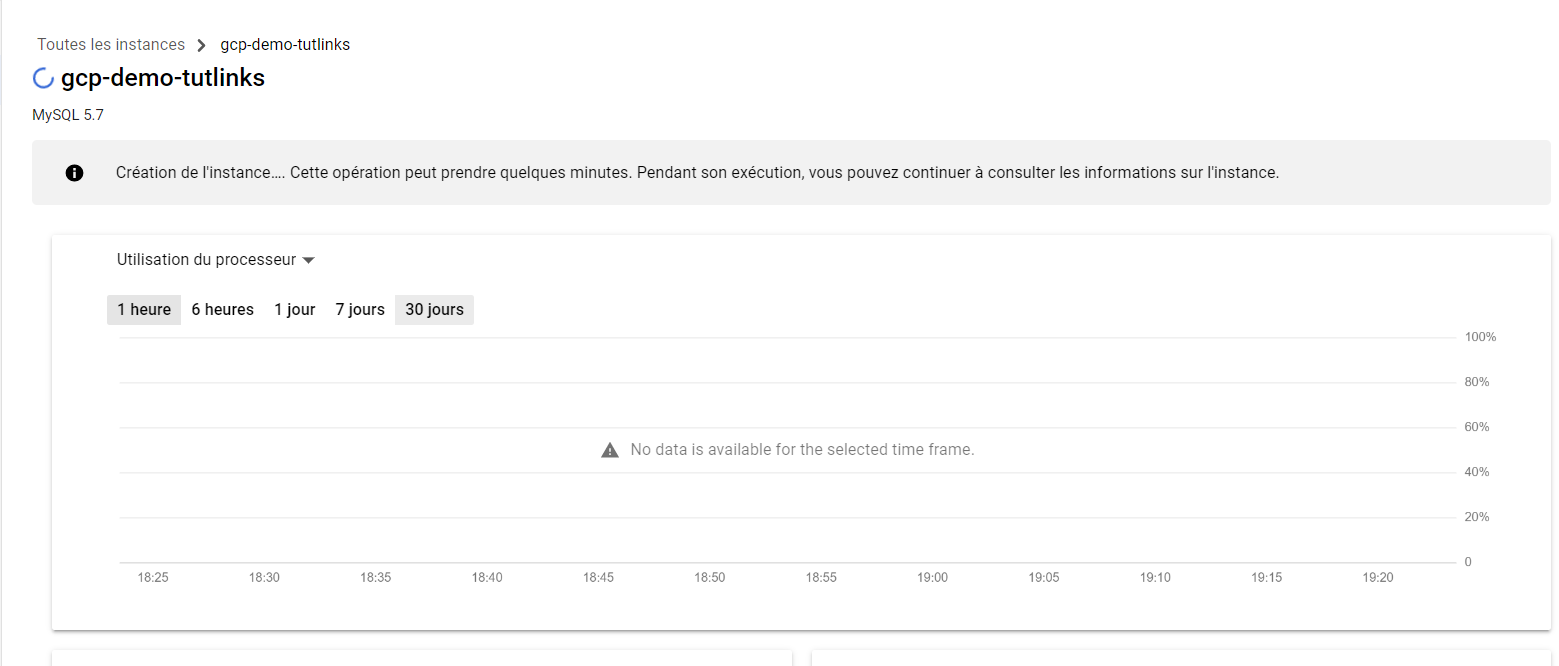 Toutes les instances > gcp-demo-tutlinks
gcp-demo-tutlinks
MySQL 5.7
Création de l'instance.... Cette opération peut prendre quelques minutes. Pendant son exécution, vous pouvez continuer à consulter les informations sur l'instance.
Utilisation du processeur
1 heure 6 heures 1 jour 7 jours 30 jours
100%
80%
60%
No data is available for the selected time frame.
40%
20%
0
18:25 18:30 18:35 18:40 18:45 18:50 18:55 19:00 19:05 19:10 19:15 19:20